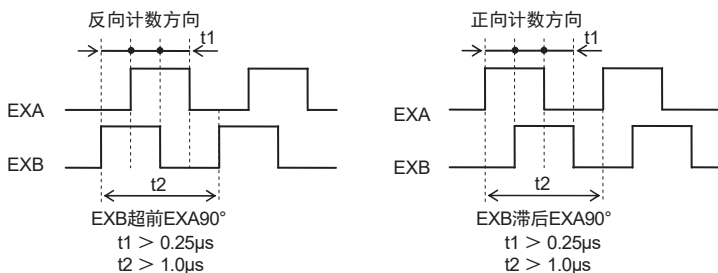 反向计数方向
t1
EXA
EXB
t2
EXB超前EXA90°
t1 > 0.25μs
t2 > 1.0μs
正向计数方向
t1
EXA
EXB
t2
EXB滞后EXA90°
t1 > 0.25μs
t2 > 1.0μs